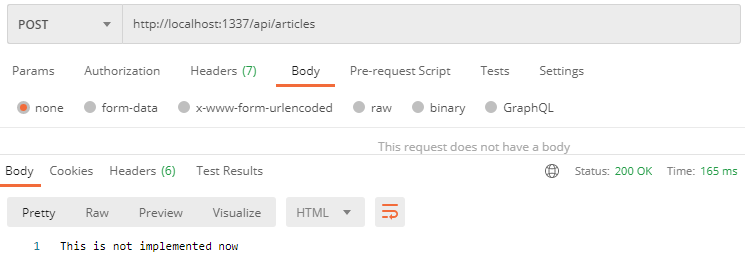 POST http://localhost:1337/api/articles
Params Authorization Headers (7) Body Pre-request Script Tests Settings
none form-data x-www-form-urlencoded raw binary GraphQL
This request does not have a body
Body Cookies Headers (6) Test Results Status: 200 OK Time: 165 ms
Pretty Raw Preview Visualize HTML
1 This is not implemented now